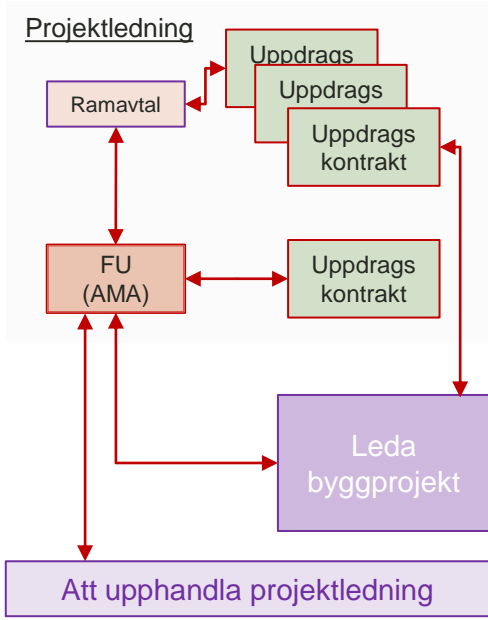 Projektledning
Uppdrags
Ramavtal
Uppdrags
Uppdrags
kontrakt
FU
(AMA)
Uppdrags
kontrakt
Leda
byggprojekt
Att upphandla projektledning